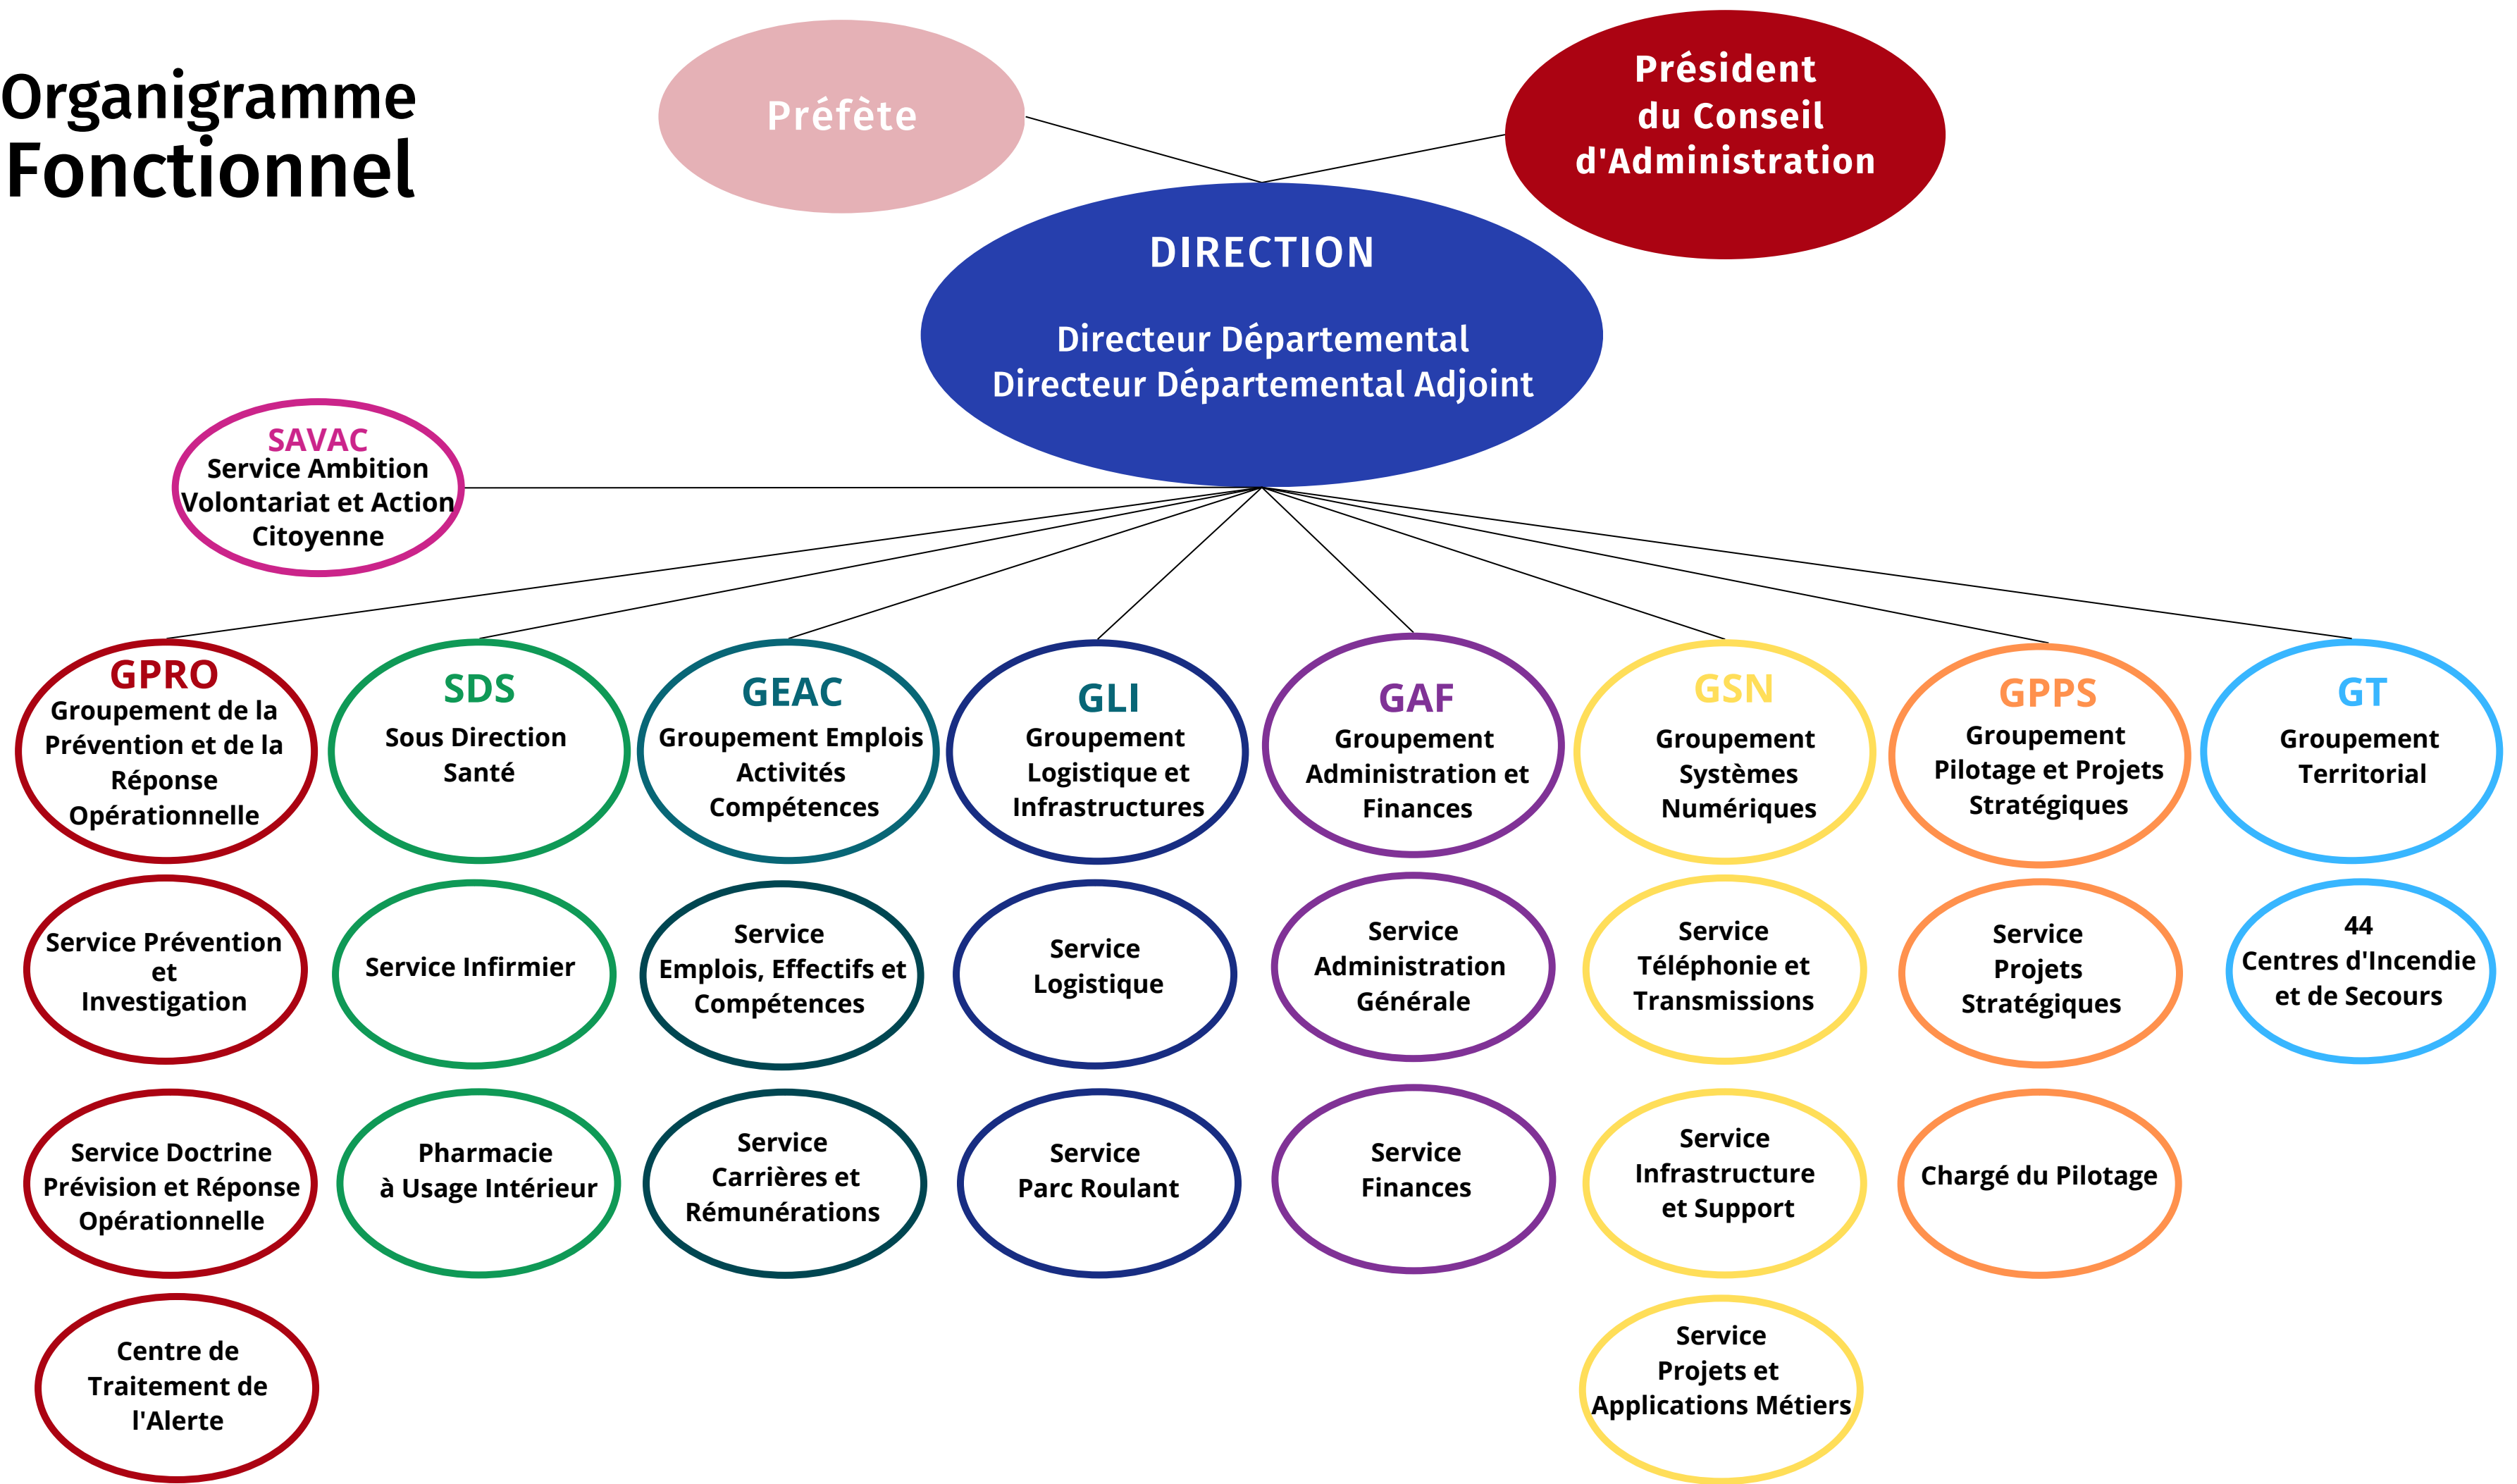 Organigramme
Fonctionnel
Préfète
Président
du Conseil
d'Administration
DIRECTION
Directeur Départemental
Directeur Départemental Adjoint
SAVAC
Service Ambition
Volontariat et Action
Citoyenne
GPRO
Groupement de la
Prévention et de la
Réponse
Opérationnelle
SDS
Sous Direction
Santé
GEAC
Groupement Emplois
Activités
Compétences
GLI
Groupement
Logistique et
Infrastructures
GAF
Groupement
Administration et
Finances
GSN
Groupement
Systèmes
Numériques
GPPS
Groupement
Pilotage et Projets
Stratégiques
GT
Groupement
Territorial
Service Prévention
et
Investigation
Service Infirmier
Service
Emplois, Effectifs et
Compétences
Service
Logistique
Service
Administration
Générale
Service
Téléphonie et
Transmissions
Service
Projets
Stratégiques
44
Centres d'Incendie
et de Secours
Service Doctrine
Prévision et Réponse
Opérationnelle
Pharmacie
à Usage Intérieur
Service
Carrières et
Rémunérations
Service
Parc Roulant
Service
Finances
Service
Infrastructure
et Support
Chargé du Pilotage
Centre de
Traitement de
l'Alerte
Service
Projets et
Applications Métiers